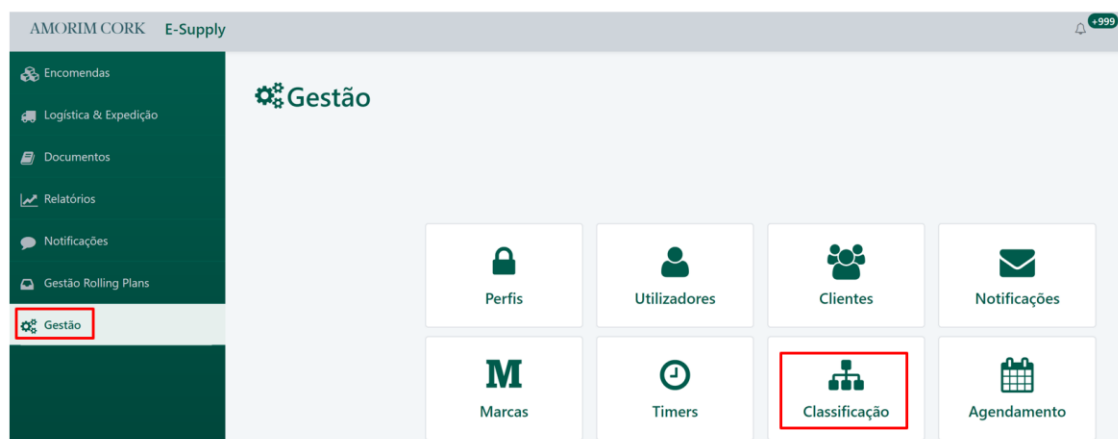 AMORIM CORK E-Supply +999
Encomendas
Logística & Expedição
Documentos
Relatórios
Notificações
Gestão Rolling Plans
Gestão
Gestão
Perfis Utilizadores Clientes Notificações
M
Marcas Timers Classificação Agendamento